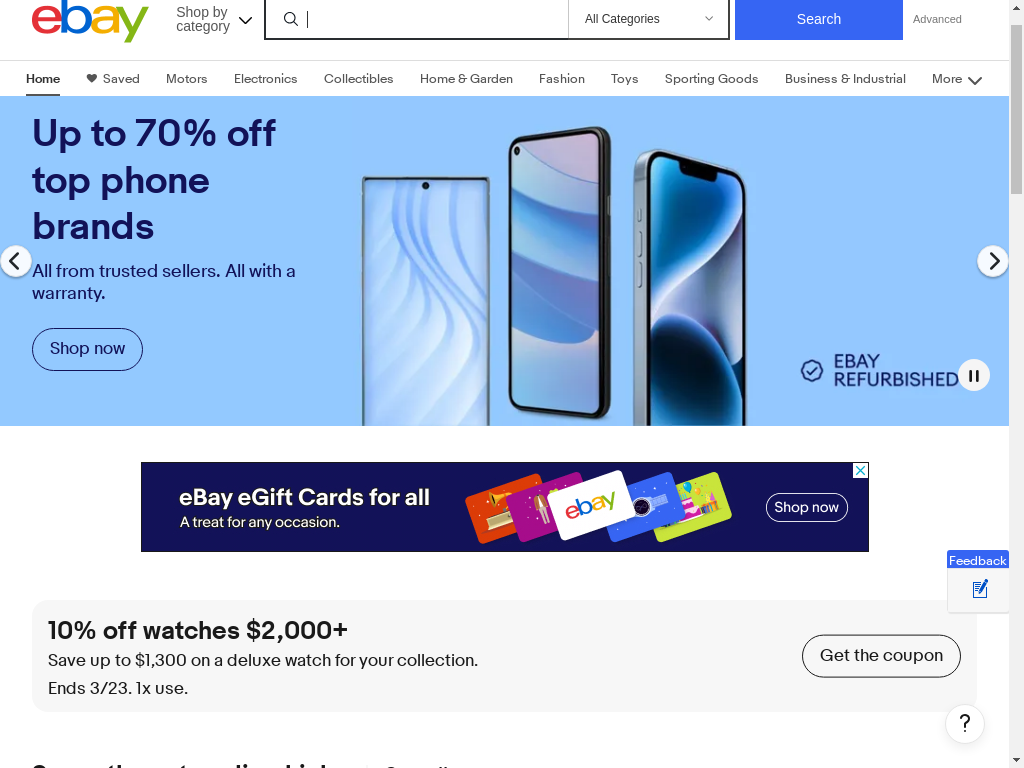 ebay
Shop by
category
All Categories
Search
Advanced
Home
Saved
Motors
Electronics
Collectibles
Home & Garden
Fashion
Toys
Sporting Goods
Business & Industrial
More
Up to 70% off
top phone
brands
All from trusted sellers. All with a
warranty.
Shop now
EBAY
REFURBISHED
eBay eGift Cards for all
A treat for any occasion.
ebay
Shop now
Feedback
10% off watches $2,000+
Save up to $1,300 on a deluxe watch for your collection.
Ends 3/23. 1x use.
Get the coupon
?